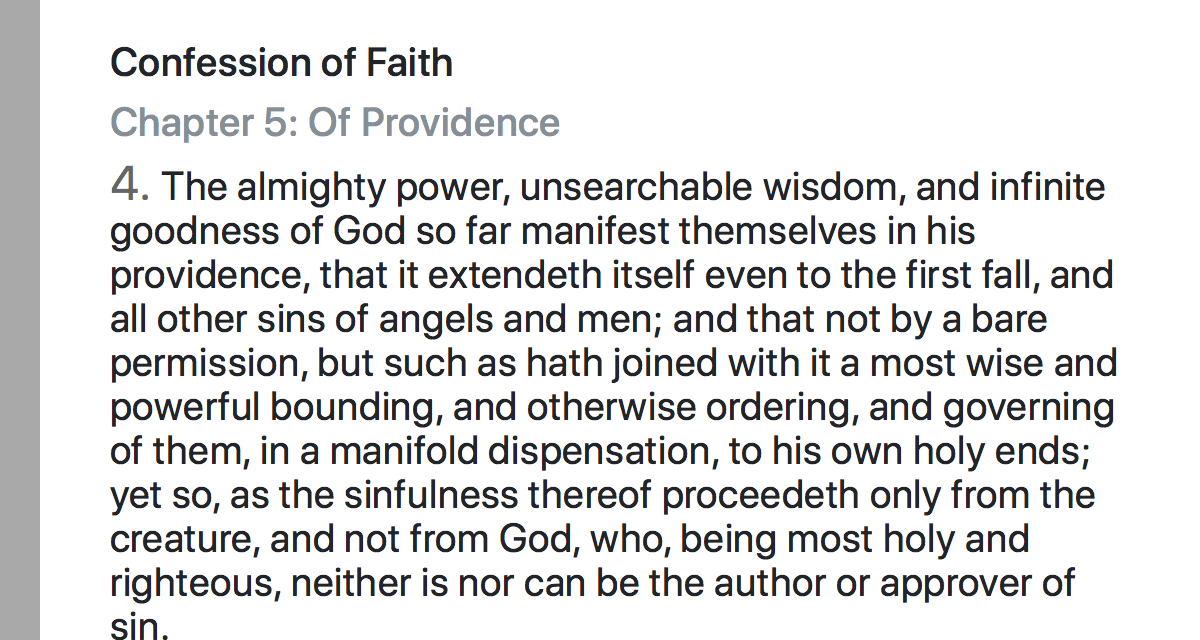 Confession of Faith
Chapter 5: Of Providence
4. The almighty power, unsearchable wisdom, and infinite
goodness of God so far manifest themselves in his
providence, that it extendeth itself even to the first fall, and
all other sins of angels and men; and that not by a bare
permission, but such as hath joined with it a most wise and
powerful bounding, and otherwise ordering, and governing
of them, in a manifold dispensation, to his own holy ends;
yet so, as the sinfulness thereof proceedeth only from the
creature, and not from God, who, being most holy and
righteous, neither is nor can be the author or approver of
sin.